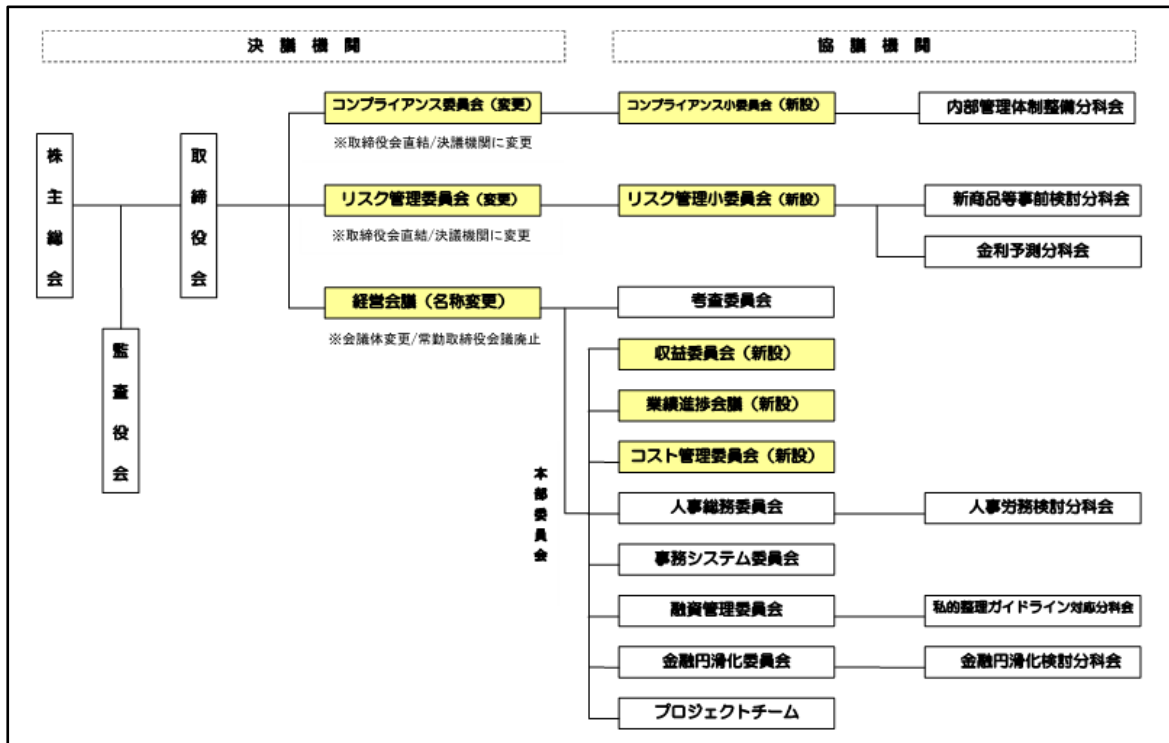 決議機関
協議機関
コンプライアンス委員会（変更）
コンプライアンス小委員会（新設）
内部管理体制整備分科会
※取締役会直結/決議機関に変更
株主総会
取締役会
リスク管理委員会（変更）
リスク管理小委員会（新設）
新商品等事前検討分科会
※取締役会直結/決議機関に変更
金利予測分科会
経営会議（名称変更）
考査委員会
※会議体変更/常勤取締役会議廃止
監査役会
収益委員会（新設）
業績進捗会議（新設）
コスト管理委員会（新設）
本部委員会
人事総務委員会
人事労務検討分科会
事務システム委員会
融資管理委員会
私的整理ガイドライン対応分科会
金融円滑化委員会
金融円滑化検討分科会
プロジェクトチーム